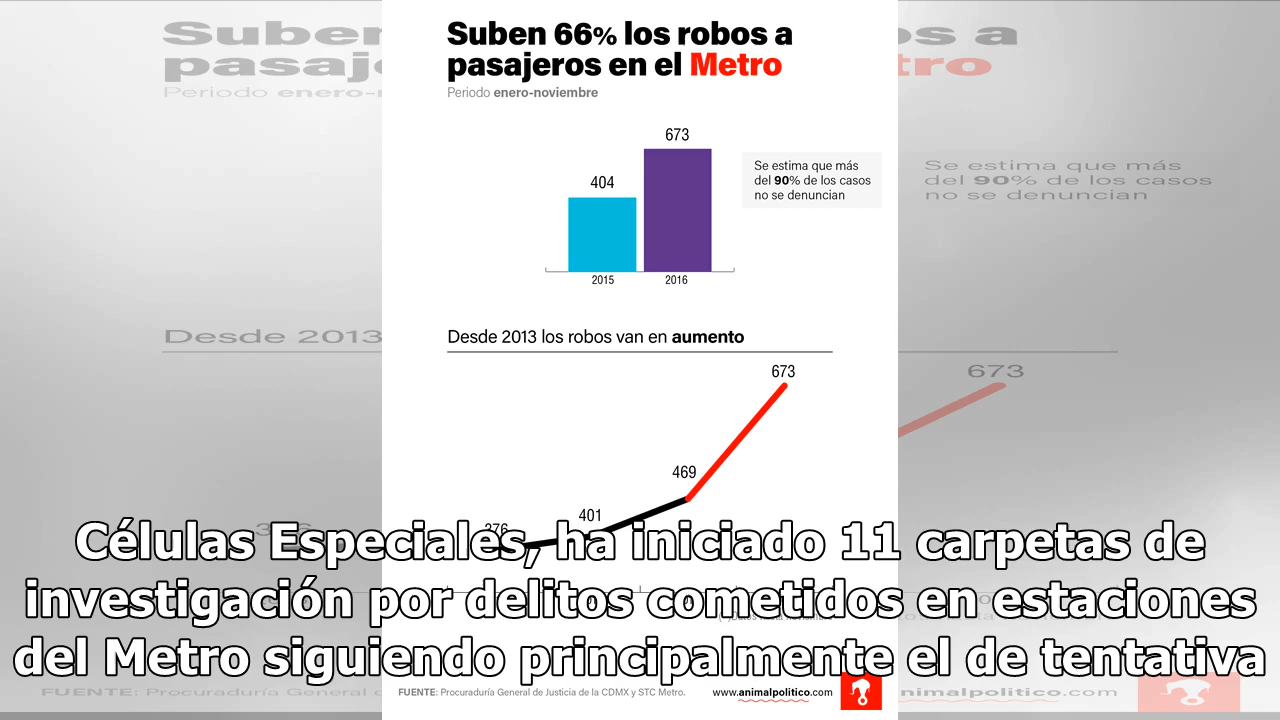 Suben 66% los robos a
pasajeros en el Metro
Periodo enero-noviembre
673
404
Se estima que más
del 90% de los casos
no se denuncian
2015
2016
Desde 2013 los robos van en aumento
673
469
401
376
Células Especiales, ha iniciado 11 carpetas de
investigación por delitos cometidos en estaciones
del Metro siguiendo principalmente el de tentativa
FUENTE: Procuraduría General de Justicia de la CDMX y STC Metro.
www.animalpolitico.com